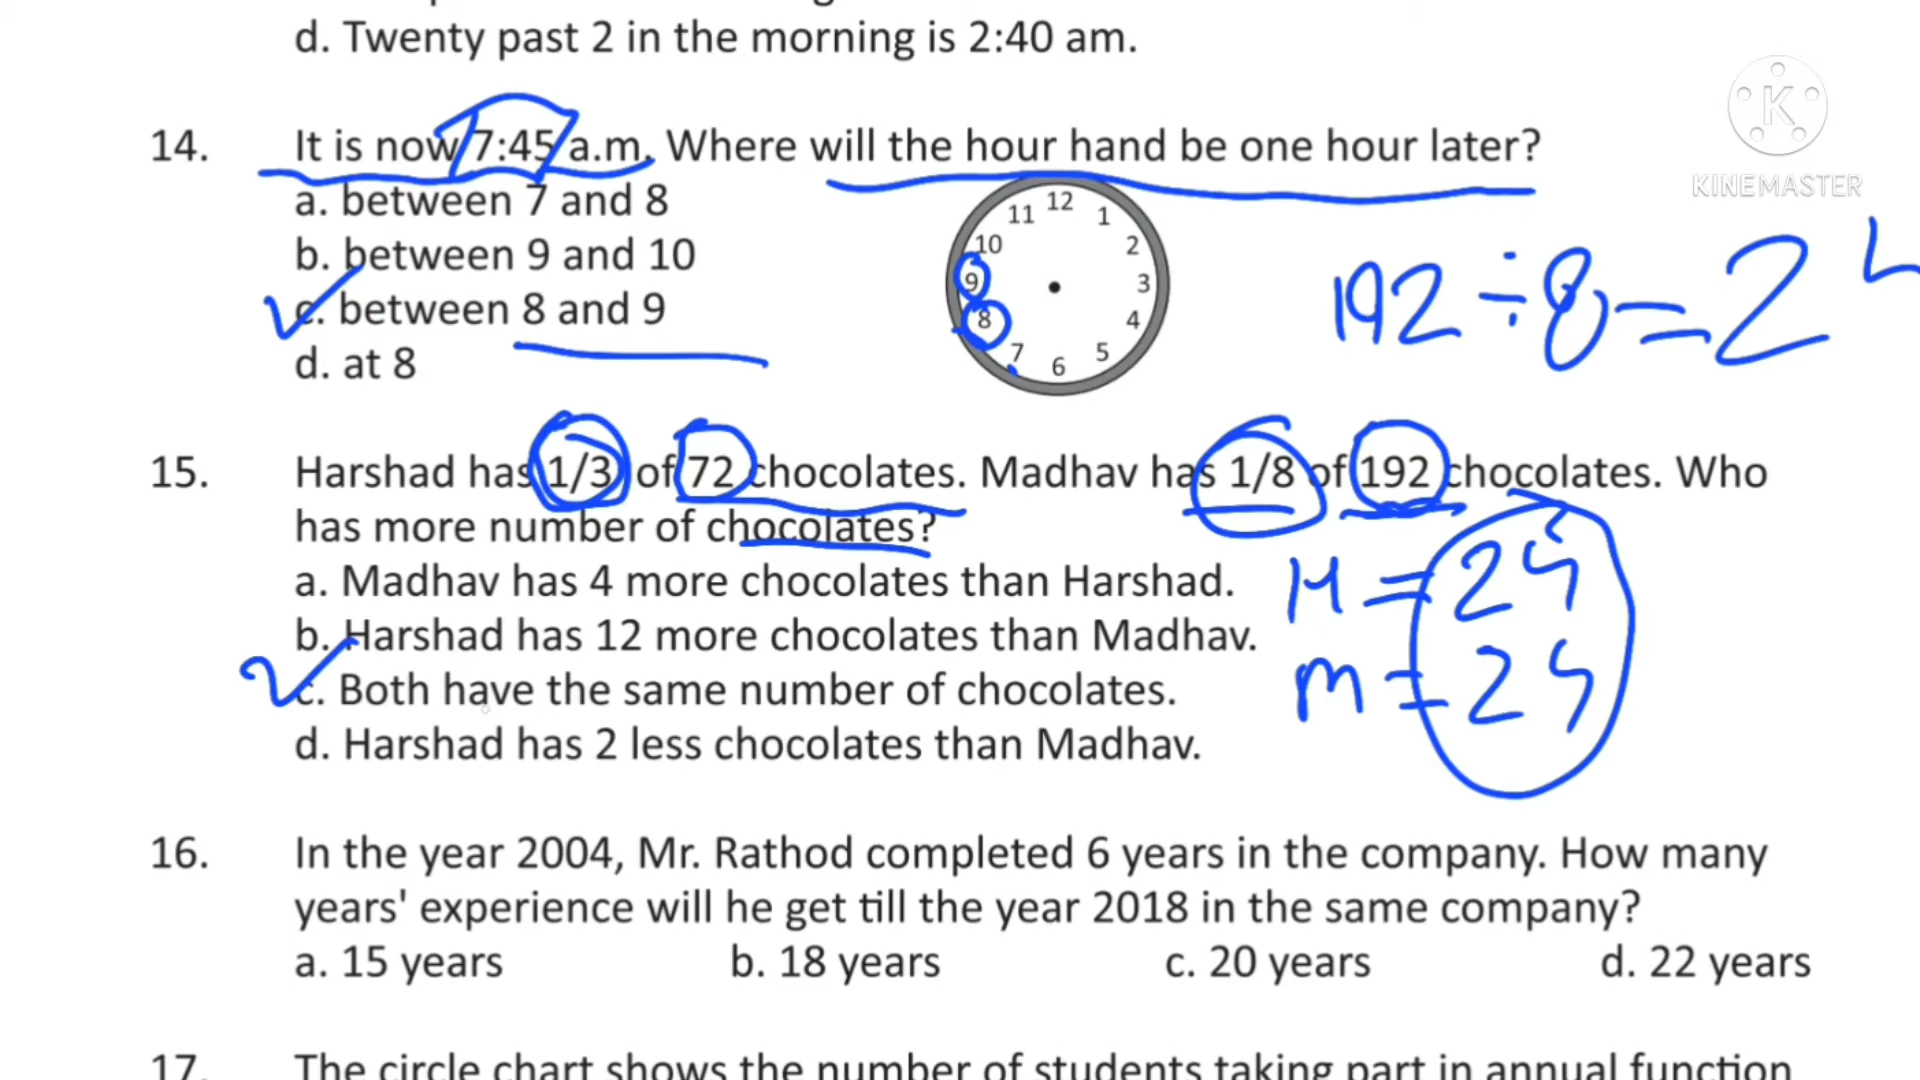 d. Twenty past 2 in the morning is 2:40 am.
14. It is now 7:45 a.m. Where will the hour hand be one hour later?
a. between 7 and 8
b. between 9 and 10
c. between 8 and 9
d. at 8
12
11 1
10 2
9 3
8 4
7 5
6
KINEMASTER
192 ÷ 8 = 24
15. Harshad has 1/3 of 72 chocolates. Madhav has 1/8 of 192 chocolates. Who
has more number of chocolates?
a. Madhav has 4 more chocolates than Harshad.
b. Harshad has 12 more chocolates than Madhav.
c. Both have the same number of chocolates.
d. Harshad has 2 less chocolates than Madhav.
H = 24
m = 24
16. In the year 2004, Mr. Rathod completed 6 years in the company. How many
years' experience will he get till the year 2018 in the same company?
a. 15 years b. 18 years c. 20 years d. 22 years
17. The circle chart shows the number of students taking part in annual function